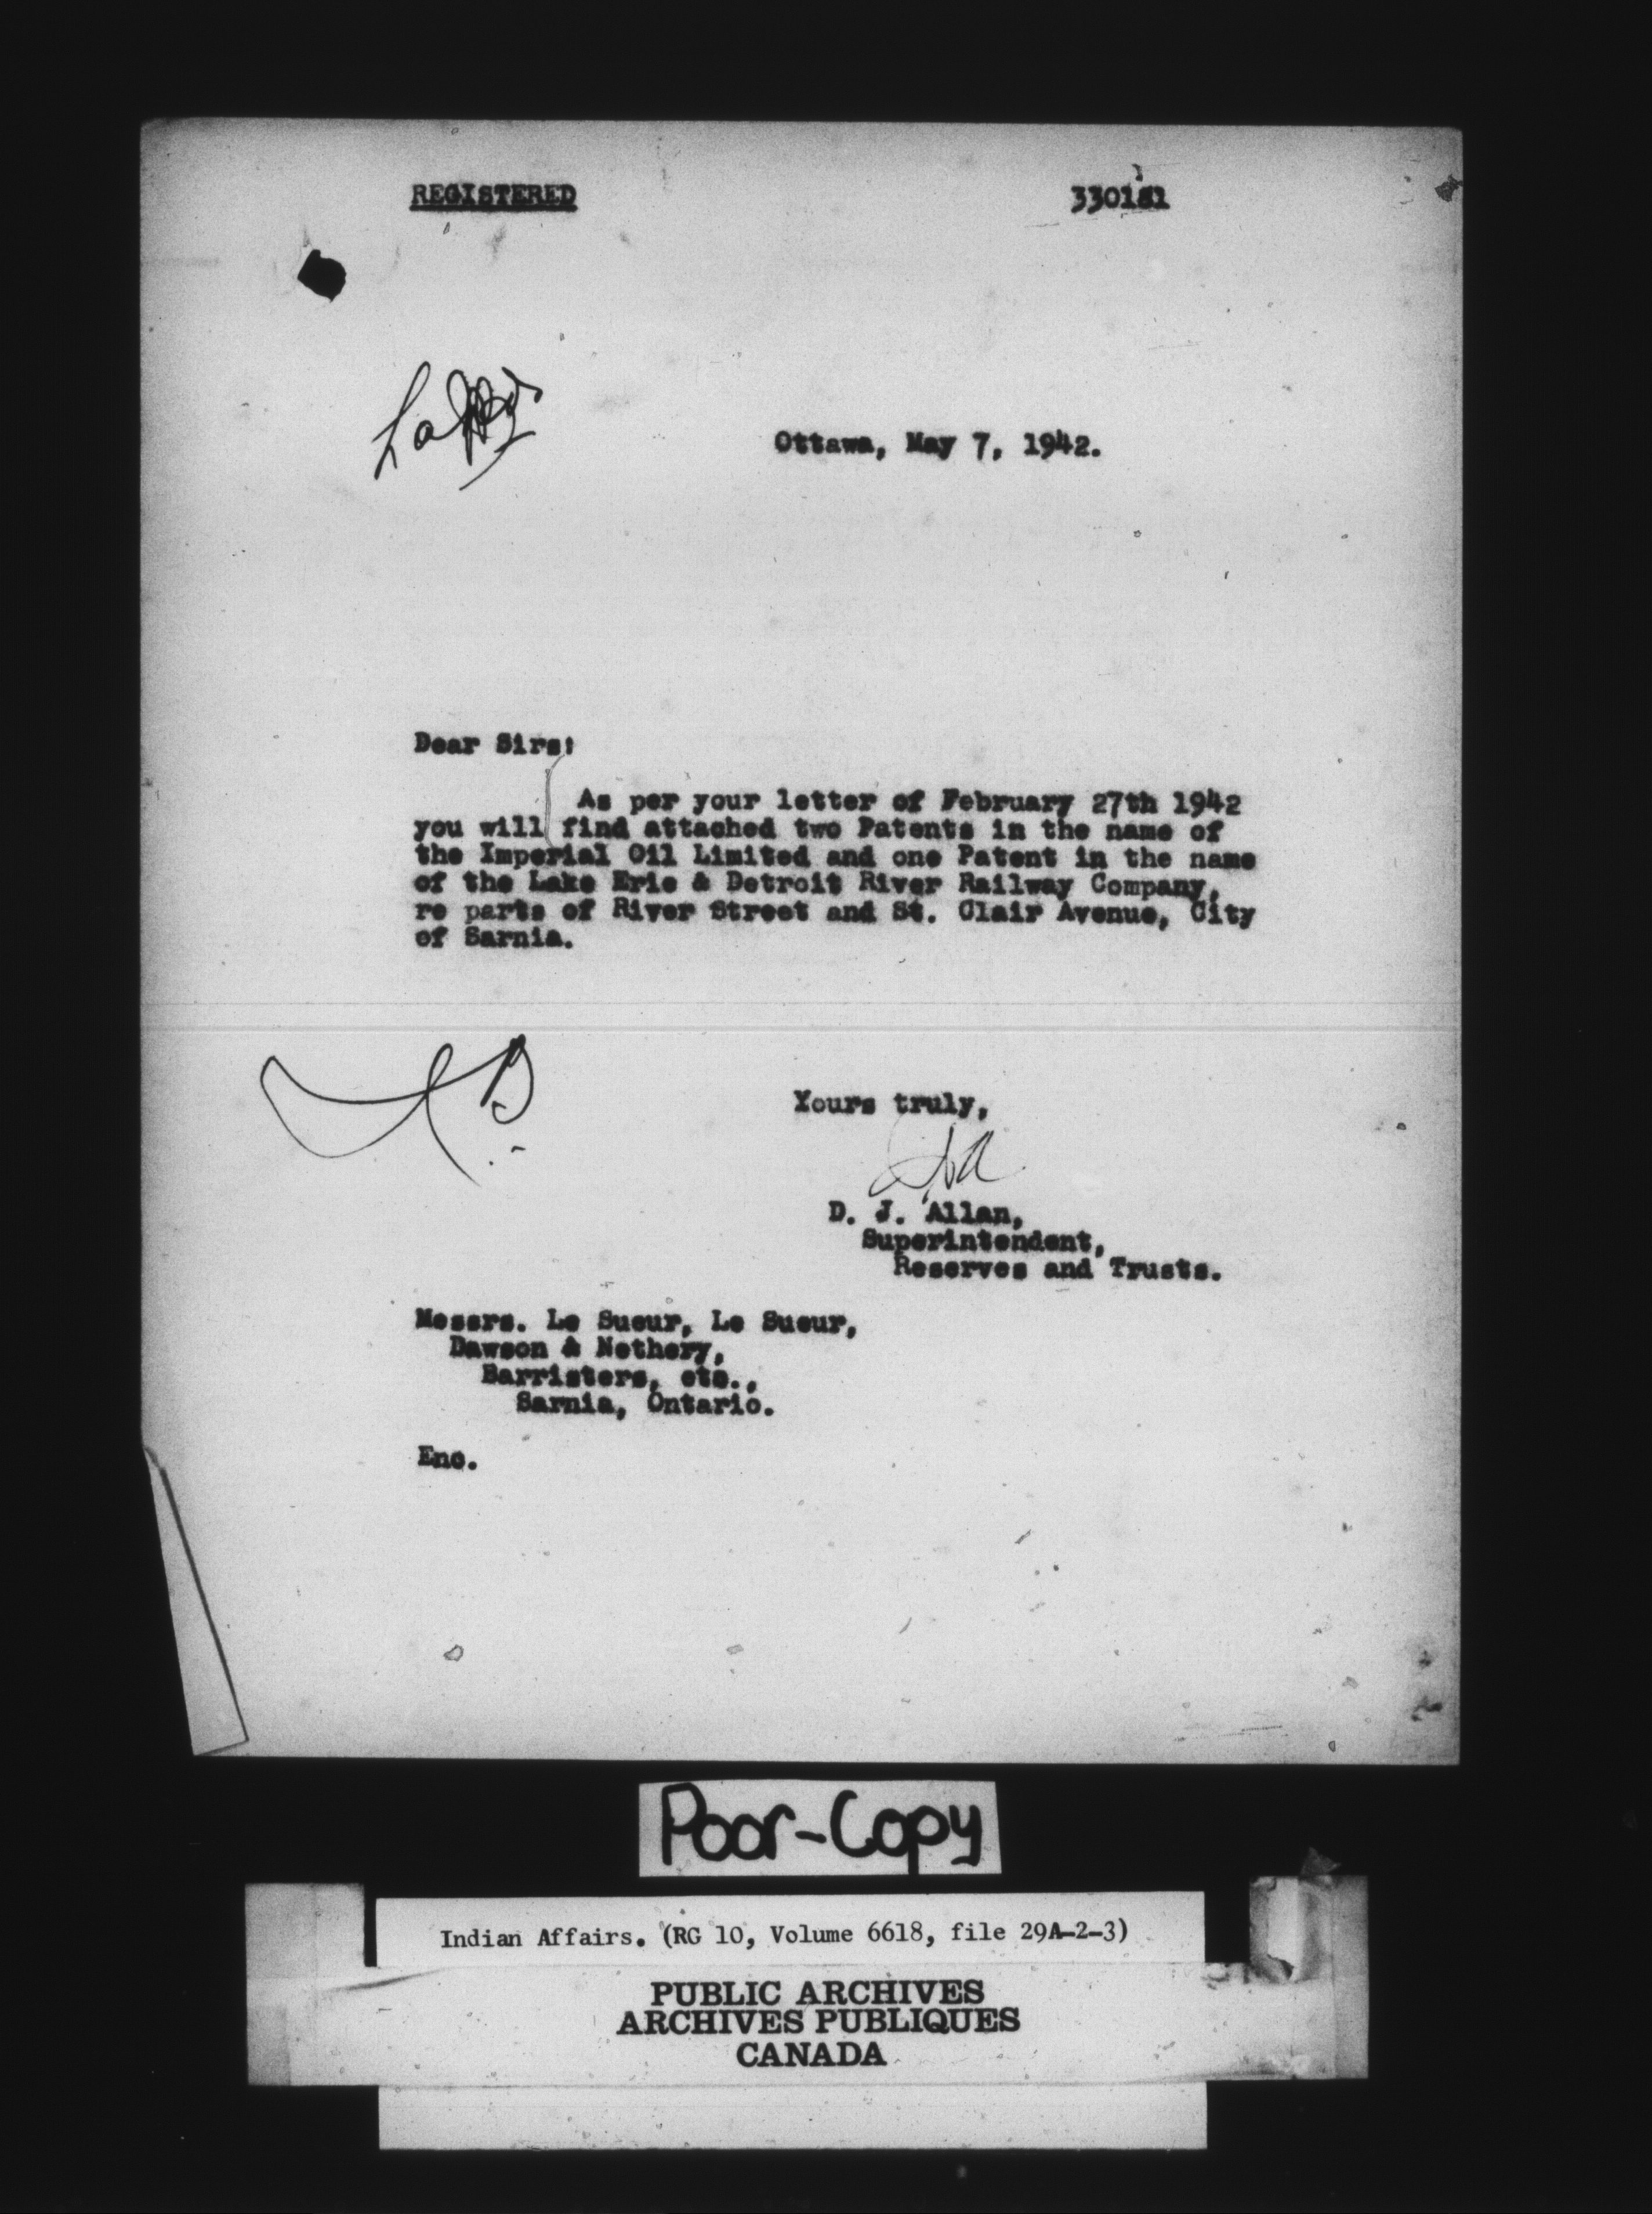 REGISTERED
Ottawa, May 7, 1942.
Dear Sirs:
As per your letter of February 27th 1942
you will find attached two Patents in the name of
the Imperial Oil Limited and one Patent in the name
of the Lake Erie & Detroit River Railway Company,
re parts of River Street and St. Clair Avenue, City
of Sarnia.
Yours truly,
D. J. Allan,
Superintendent,
Reserves and Trusts.
Messrs. Le Sueur, Le Sueur,
Dawson & Nethery,
Barristers, etc.,
Sarnia, Ontario.
Enc.
Poor-Copy
Indian Affairs. (RG 10, Volume 6618, file 29A-2-3)
PUBLIC ARCHIVES
ARCHIVES PUBLIQUES
CANADA